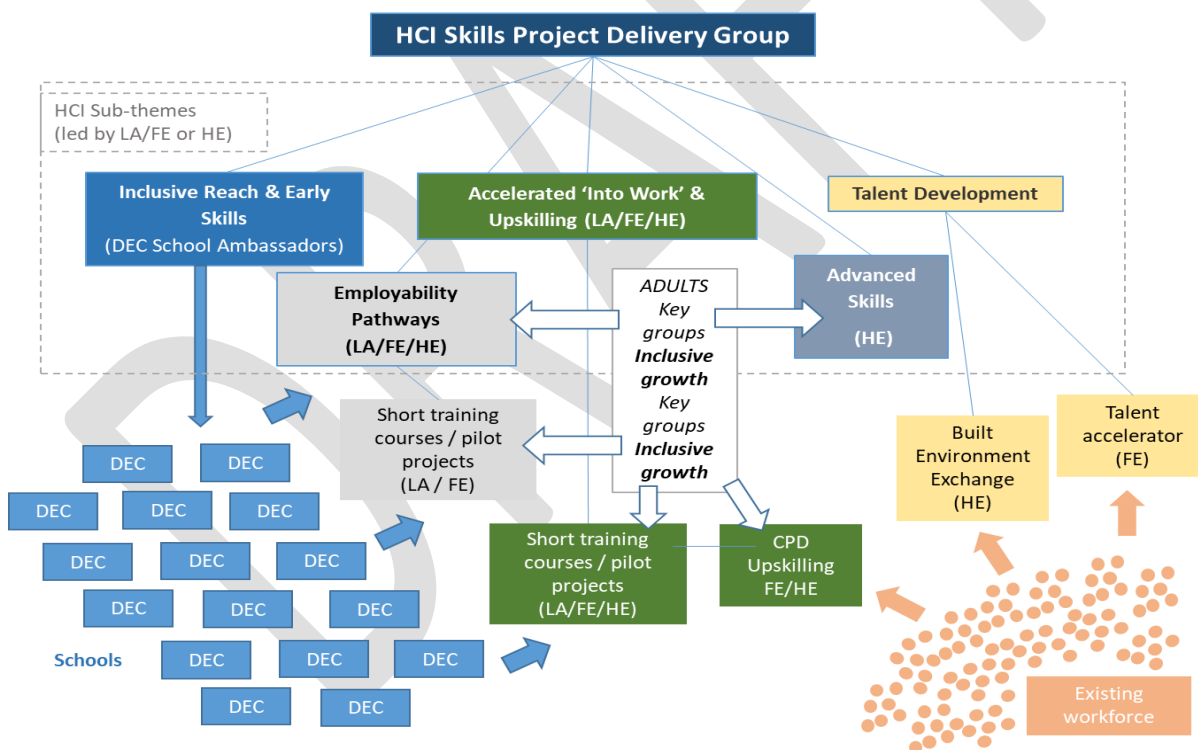 HCI Skills Project Delivery Group
HCI Sub-themes
(led by LA/FE or HE)
Inclusive Reach & Early
Skills
(DEC School Ambassadors)
Accelerated ‘Into Work’ &
Upskilling (LA/FE/HE)
Talent Development
Employability
Pathways
(LA/FE/HE)
ADULTS
Key
groups
Inclusive
growth
Key
groups
Inclusive
growth
Advanced
Skills
(HE)
Short training
courses / pilot
projects
(LA / FE)
Built
Environment
Exchange
(HE)
Talent
accelerator
(FE)
DEC DEC
DEC DEC DEC
DEC DEC DEC
DEC DEC DEC
Schools DEC DEC DEC
DEC DEC
Short training
courses / pilot
projects
(LA/FE/HE)
CPD
Upskilling
FE/HE
Existing
workforce
DRAFT